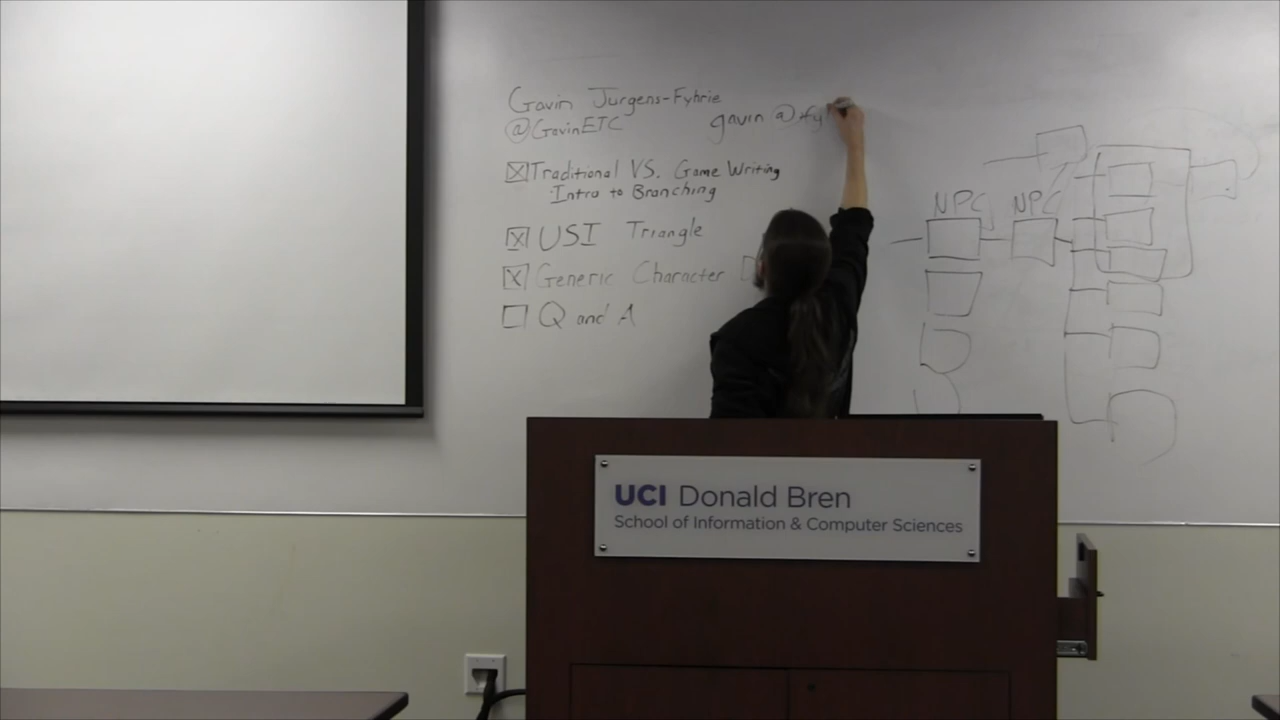 Gavin Jurgens-Fyhrie
@GavinETC
gavin @
Traditional VS. Game Writing
Intro to Branching
USI Triangle
Generic Character
Q and A
NPC NPC
UCI Donald Bren
School of Information & Computer Sciences